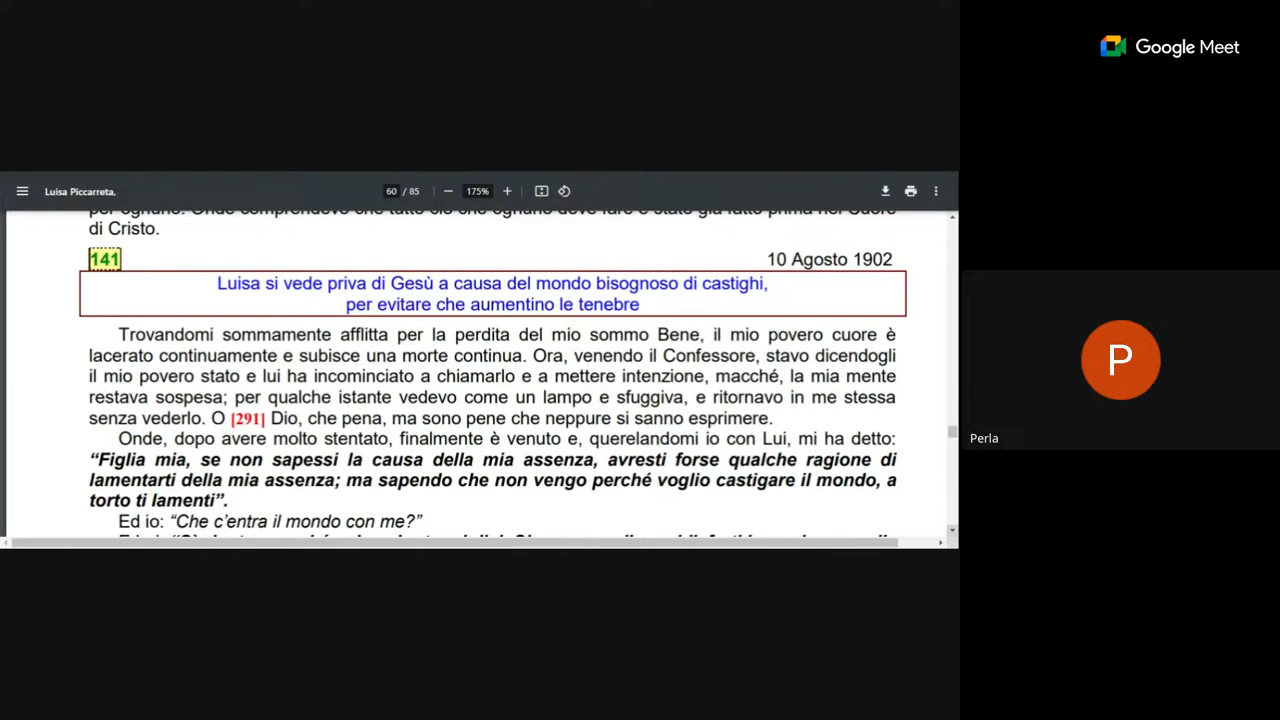 Google Meet
Luisa Piccarreta.
60 / 85
175%
di Cristo.
141
10 Agosto 1902
Luisa si vede priva di Gesù a causa del mondo bisognoso di castighi,
per evitare che aumentino le tenebre
Trovandomi sommamente afflitta per la perdita del mio sommo Bene, il mio povero cuore è
lacerato continuamente e subisce una morte continua. Ora, venendo il Confessore, stavo dicendogli
il mio povero stato e lui ha incominciato a chiamarlo e a mettere intenzione, macché, la mia mente
restava sospesa; per qualche istante vedevo come un lampo e sfuggiva, e ritornavo in me stessa
senza vederlo. O [291] Dio, che pena, ma sono pene che neppure si sanno esprimere.
Onde, dopo avere molto stentato, finalmente è venuto e, querelandomi io con Lui, mi ha detto:
“Figlia mia, se non sapessi la causa della mia assenza, avresti forse qualche ragione di
lamentarti della mia assenza; ma sapendo che non vengo perché voglio castigare il mondo, a
torto ti lamenti”.
Ed io: “Che c’entra il mondo con me?”
P
Perla